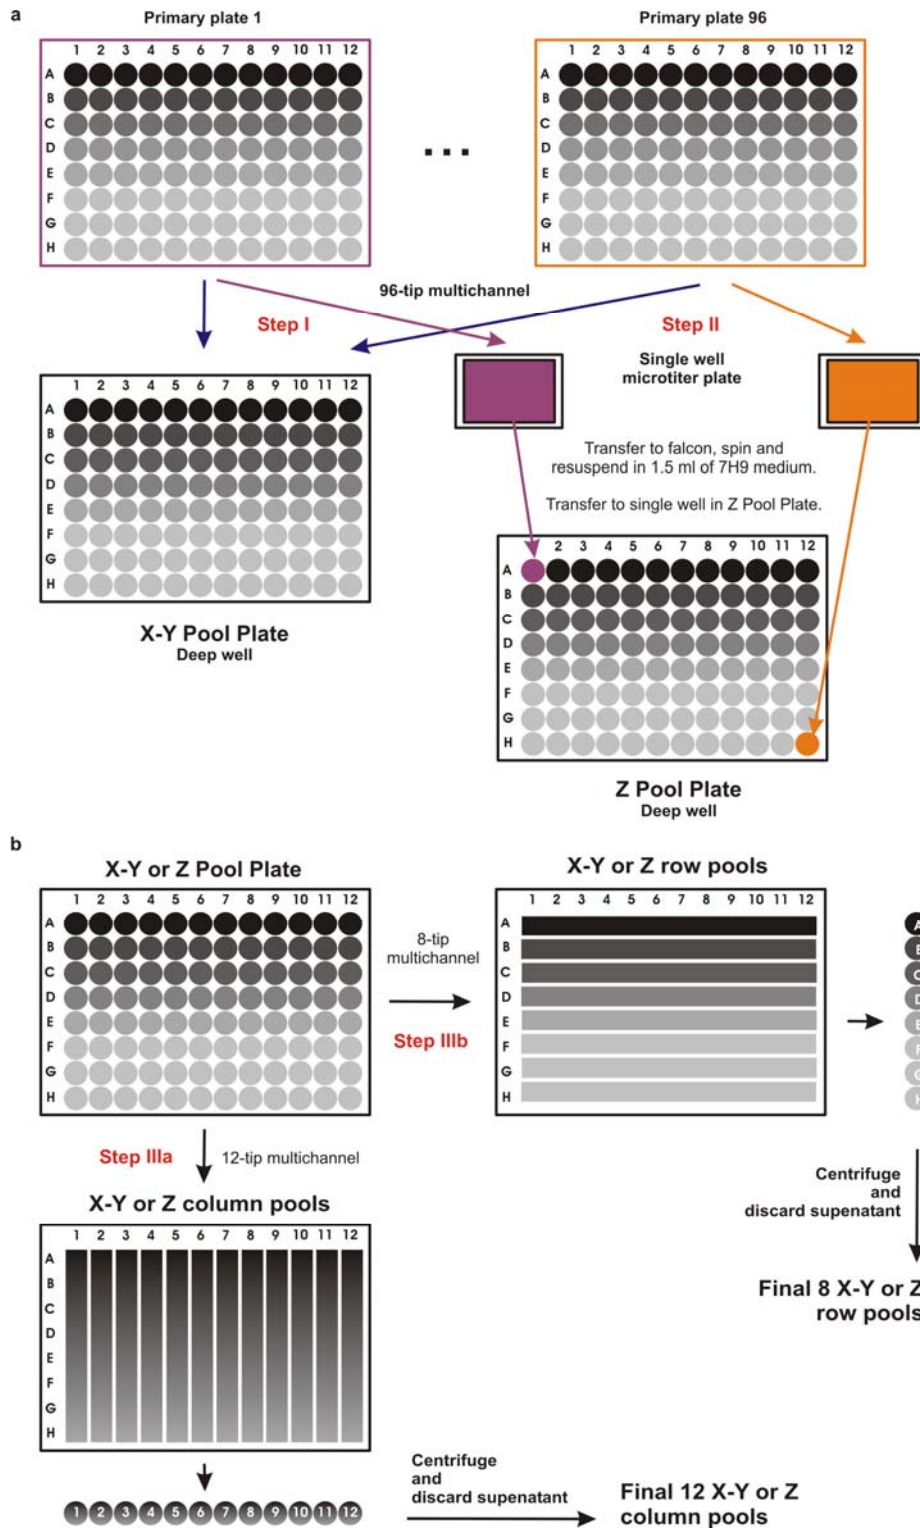 a
Primary plate 1
Primary plate 96
1 2 3 4 5 6 7 8 9 10 11 12
1 2 3 4 5 6 7 8 9 10 11 12
A
B
C
D
E
F
G
H
A
B
C
D
E
F
G
H
...
96-tip multichannel
Step I
Step II
Single well
microtiter plate
1 2 3 4 5 6 7 8 9 10 11 12
A
B
C
D
E
F
G
H
X-Y Pool Plate
Deep well
Transfer to falcon, spin and
resuspend in 1.5 ml of 7H9 medium.
Transfer to single well in Z Pool Plate.
2 3 4 5 6 7 8 9 10 11 12
A
B
C
D
E
F
G
H
Z Pool Plate
Deep well
b
X-Y or Z Pool Plate
1 2 3 4 5 6 7 8 9 10 11 12
A
B
C
D
E
F
G
H
8-tip
multichannel
Step IIIb
X-Y or Z row pools
1 2 3 4 5 6 7 8 9 10 11 12
A
B
C
D
E
F
G
H
A
B
C
D
E
F
G
H
Centrifuge
and
discard supenatant
Final 8 X-Y or Z
row pools
Step IIIa
12-tip multichannel
X-Y or Z column pools
1 2 3 4 5 6 7 8 9 10 11 12
A
B
C
D
E
F
G
H
1 2 3 4 5 6 7 8 9 10 11 12
Centrifuge
and
discard supenatant
Final 12 X-Y or Z
column pools